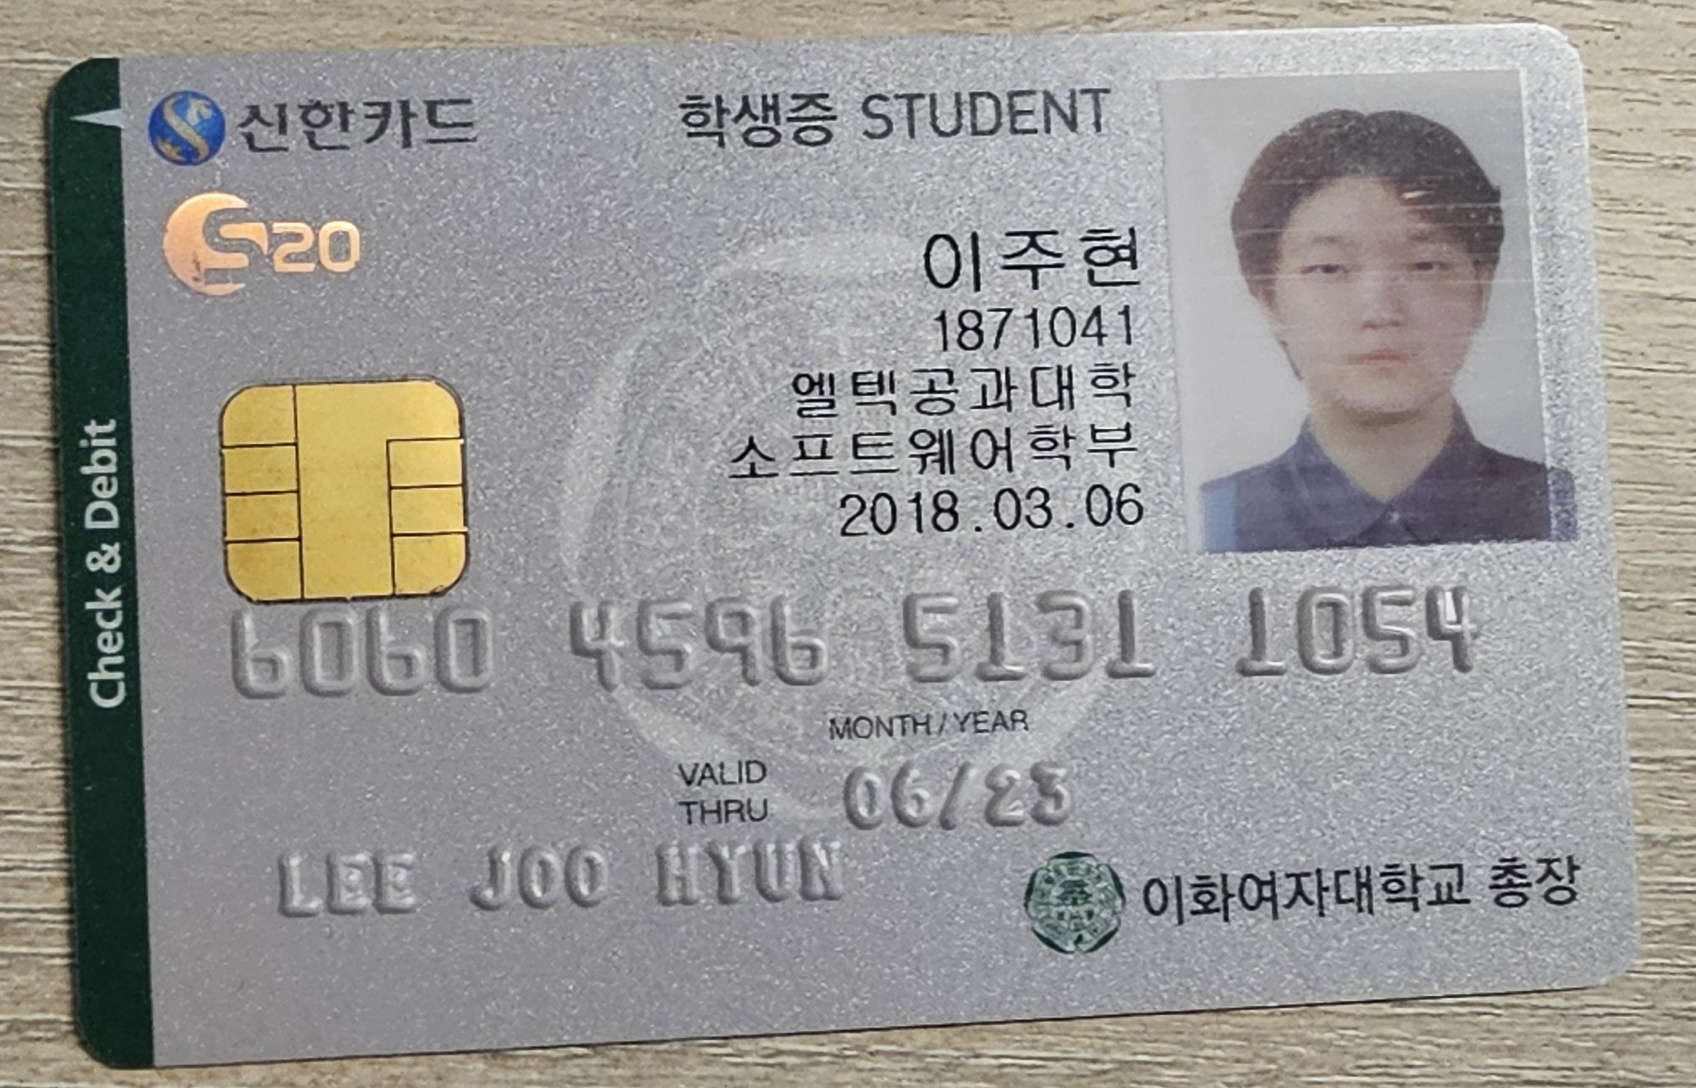 신한카드
학생증 STUDENT
S20
이주현
1871041
엘텍공과대학
소프트웨어학부
2018.03.06
Check & Debit
6060 4596 5131 1054
MONTH/YEAR
VALID THRU 06/23
LEE JOO HYUN
이화여자대학교 총장